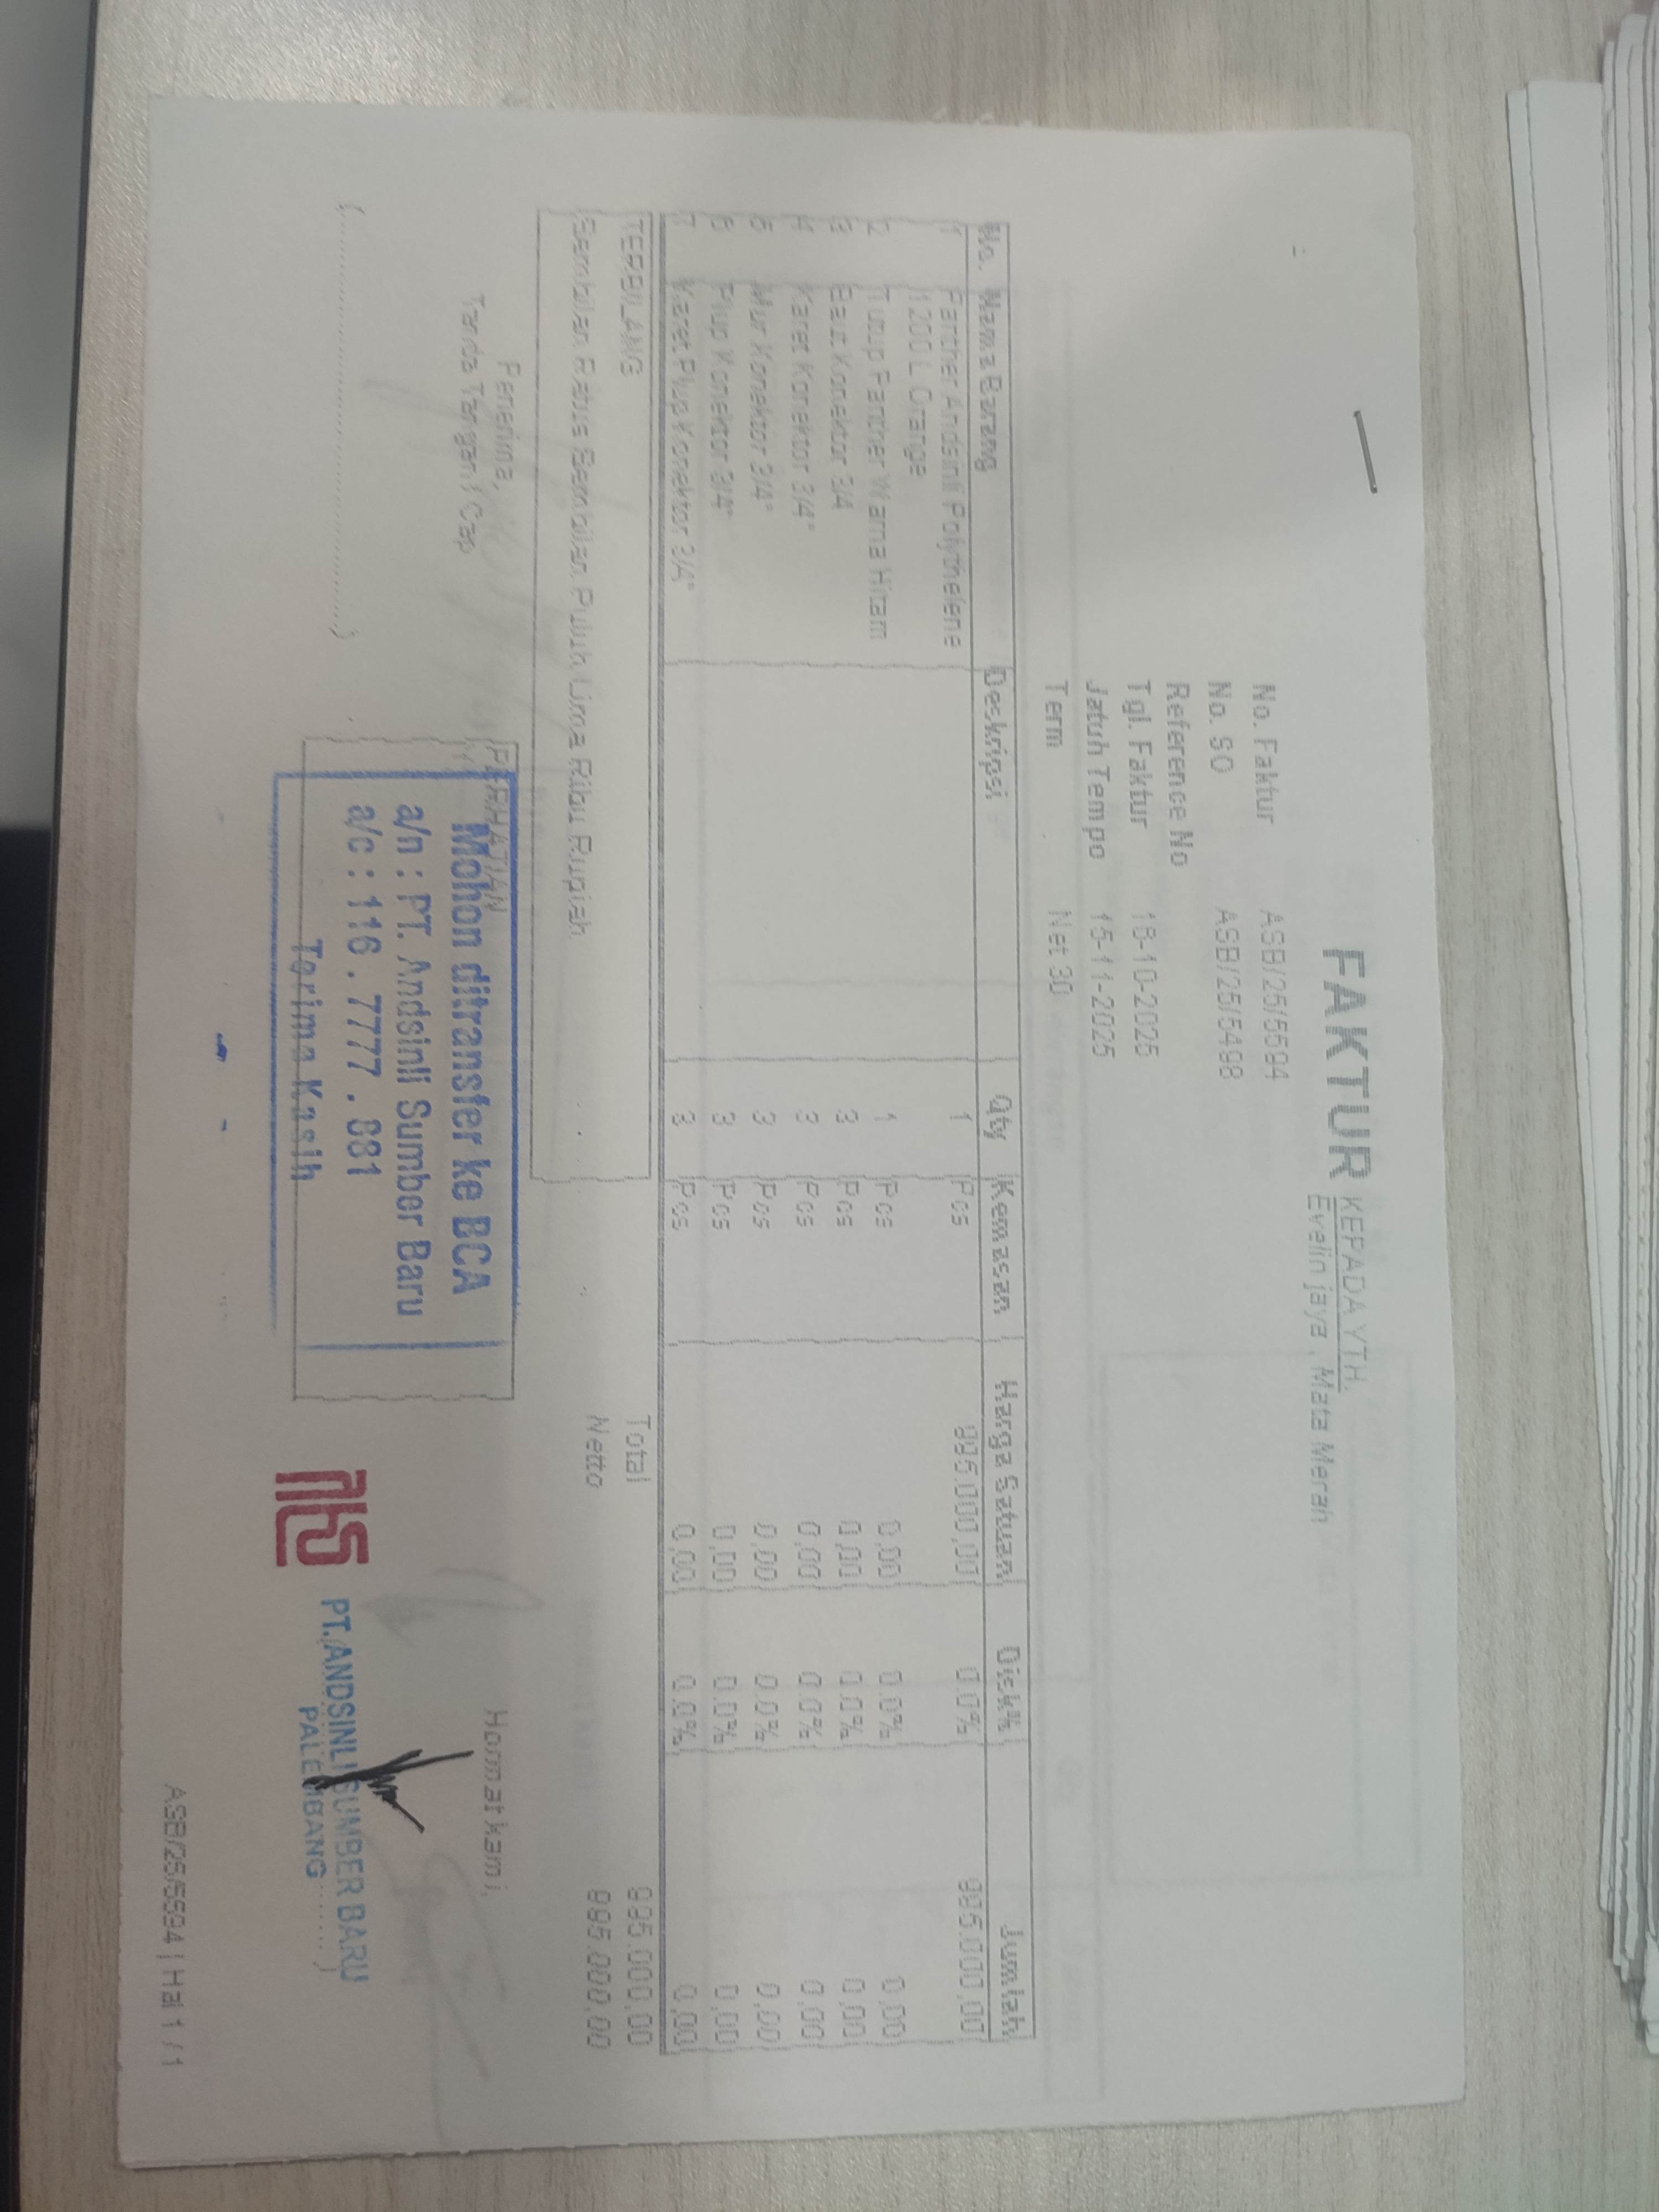 FAKTUR
KEPADA YTH.
Evelin jaya , Mata Merah
No. Faktur ASB/25/5594
No. SO ASB/25/5498
Reference No
Tgl. Faktur 18-10-2025
Jatuh Tempo 15-11-2025
Term Net 30
No. Nama Barang Deskripsi Qty Kemasan Harga Satuan Disk% Jumlah
1 Panther Andsinli Polythelene 1 Pcs 995.000,00 0.0% 995.000,00
1200 L Orange
2 Tutup Panther Warna Hitam 1 Pcs 0,00 0.0% 0,00
3 Baut Konektor 3/4 3 Pcs 0,00 0.0% 0,00
4 Karet Konektor 3/4" 3 Pcs 0,00 0.0% 0,00
5 Mur Konektor 3/4" 3 Pcs 0,00 0.0% 0,00
6 Plup Konektor 3/4" 3 Pcs 0,00 0.0% 0,00
7 Karet Plup Konektor 3/4" 3 Pcs 0,00 0.0% 0,00
TERBILANG
Sembilan Ratus Sembilan Puluh Lima Ribu Rupiah
Total 995.000,00
Netto 995.000,00
Penerima,
Tanda Tangan / Cap
(..............................)
PERHATIAN
Mohon ditransfer ke BCA
a/n : PT. Andsinli Sumber Baru
a/c : 116 . 7777 . 881
Terima Kasih
Hormat kami,
PT. ANDSINLI SUMBER BARU
PALEMBANG
ASB/25/5594 | Hal 1 / 1